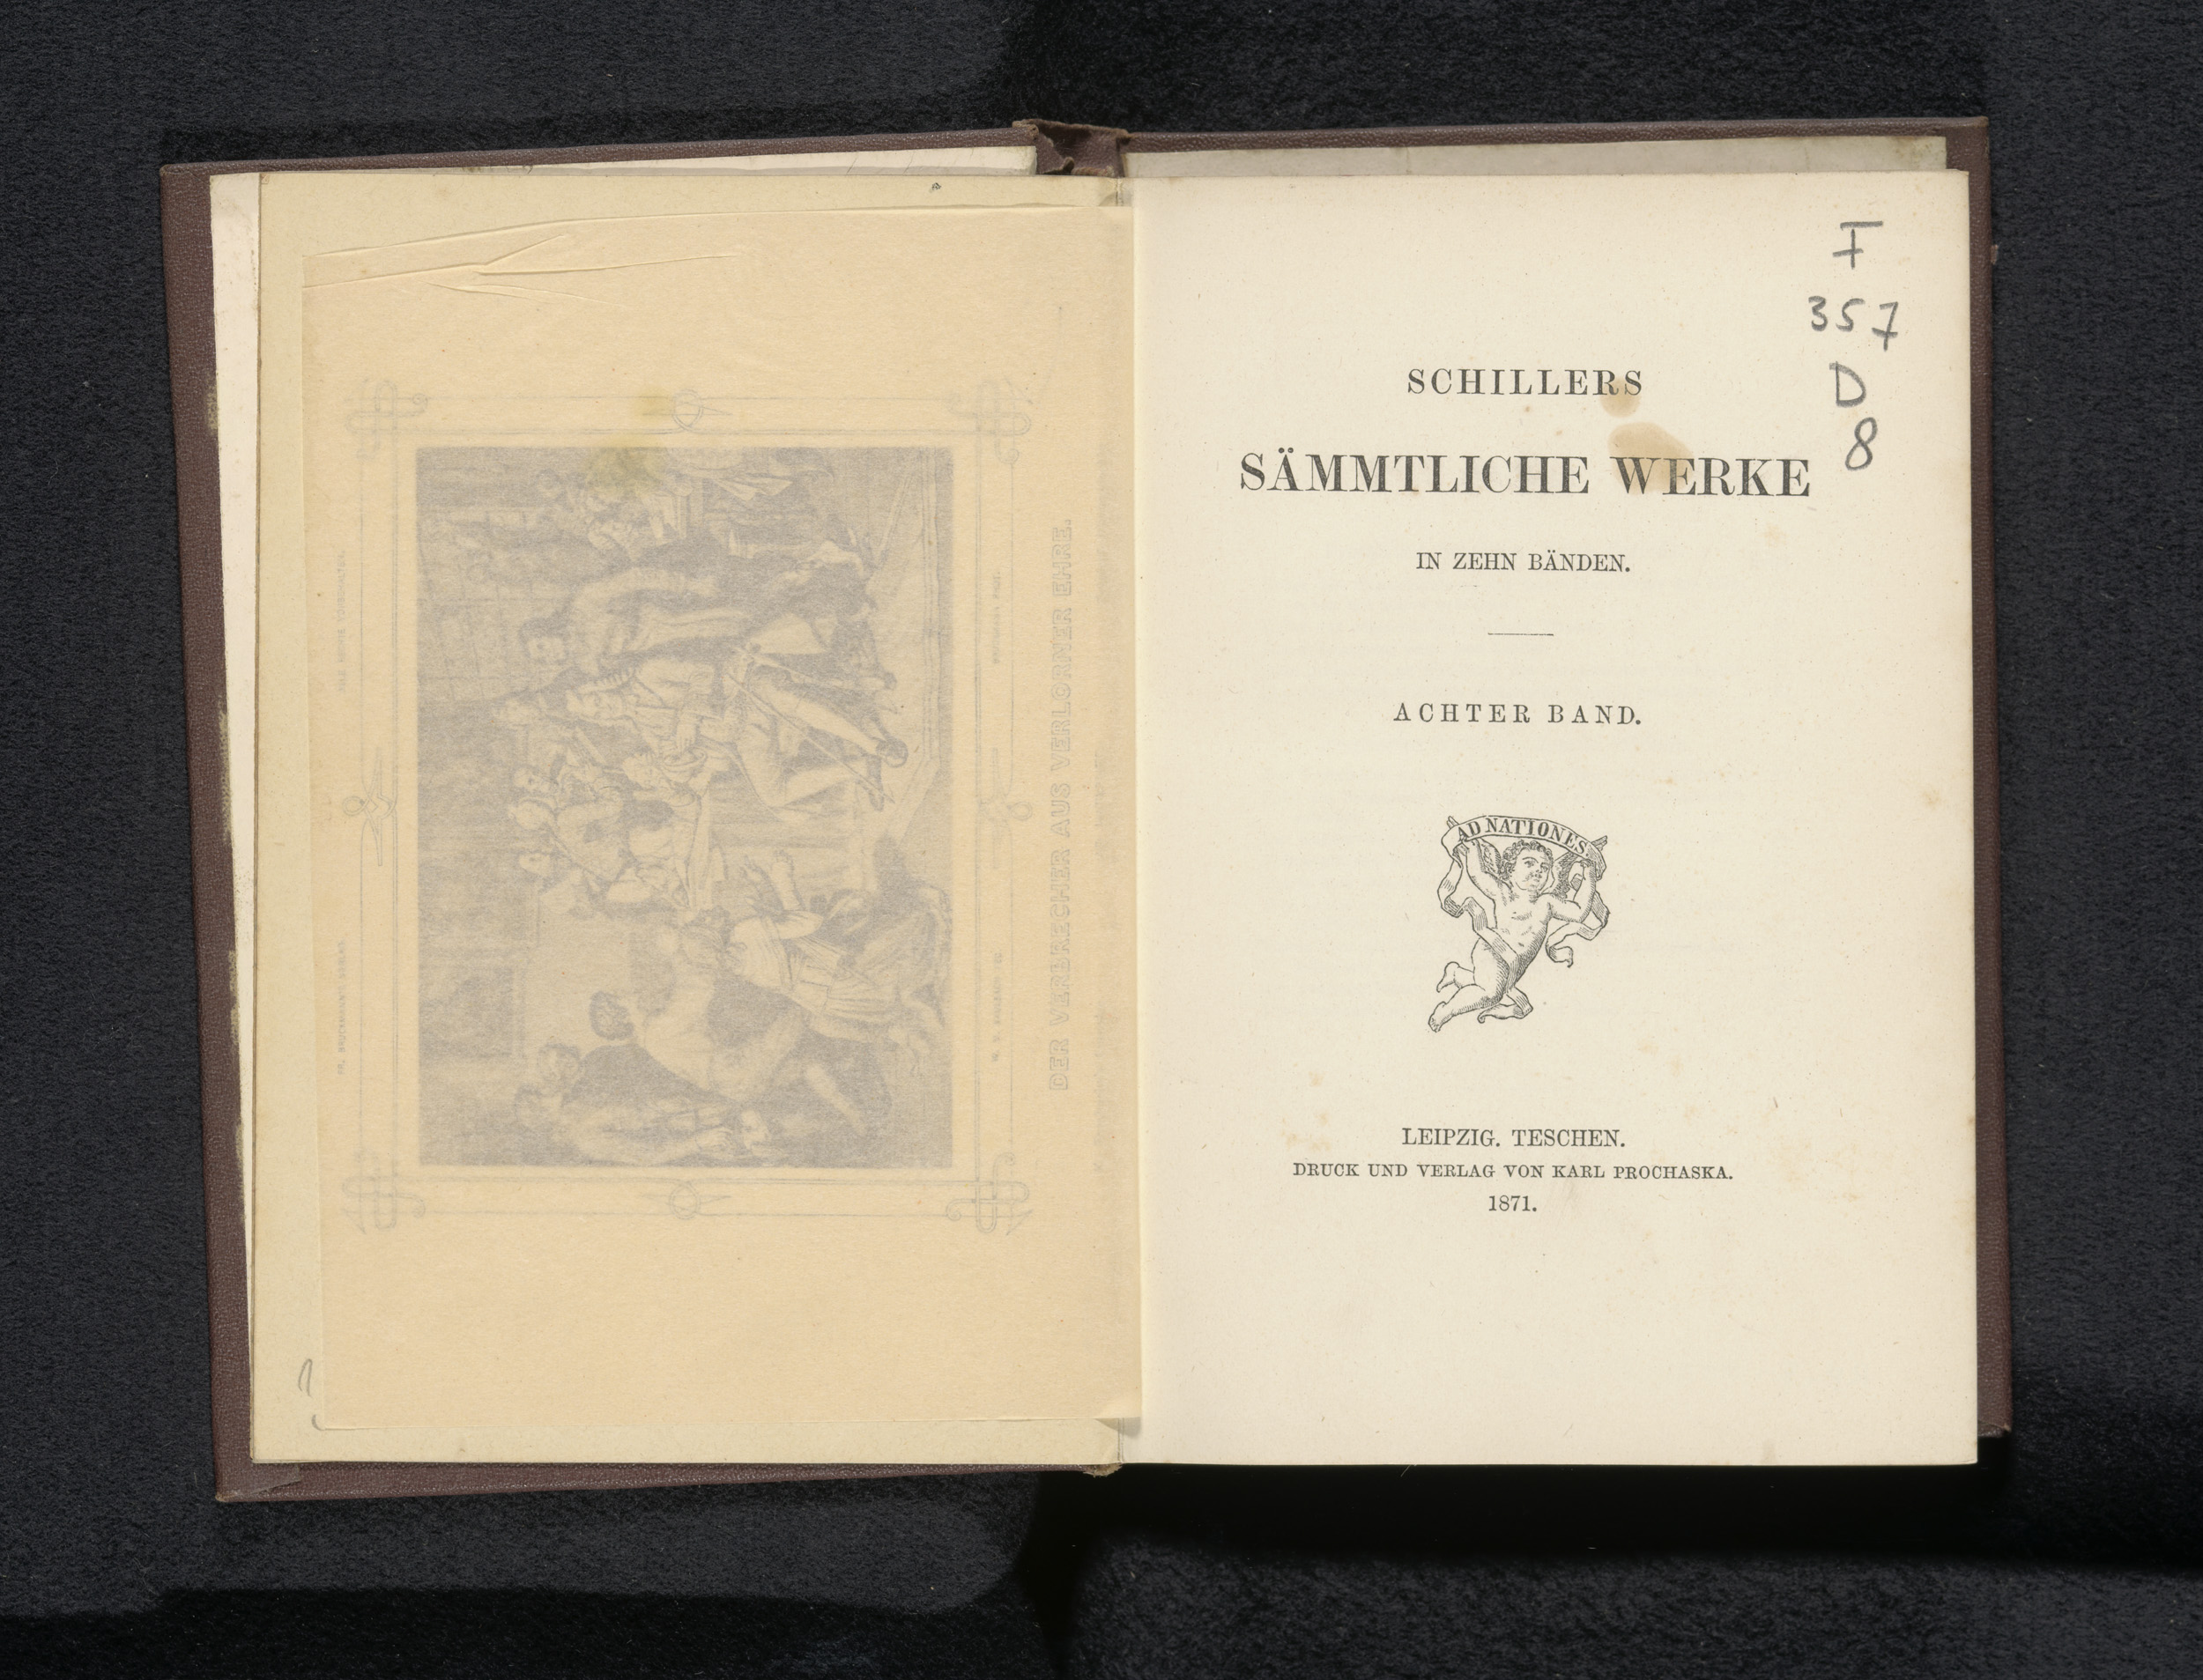 DER VERBRECHER AUS VERLORNER EHRE.
F
357
D
8
SCHILLERS
SÄMMTLICHE WERKE
IN ZEHN BÄNDEN.
ACHTER BAND.
AD NATIONES
LEIPZIG. TESCHEN.
DRUCK UND VERLAG VON KARL PROCHASKA.
1871.